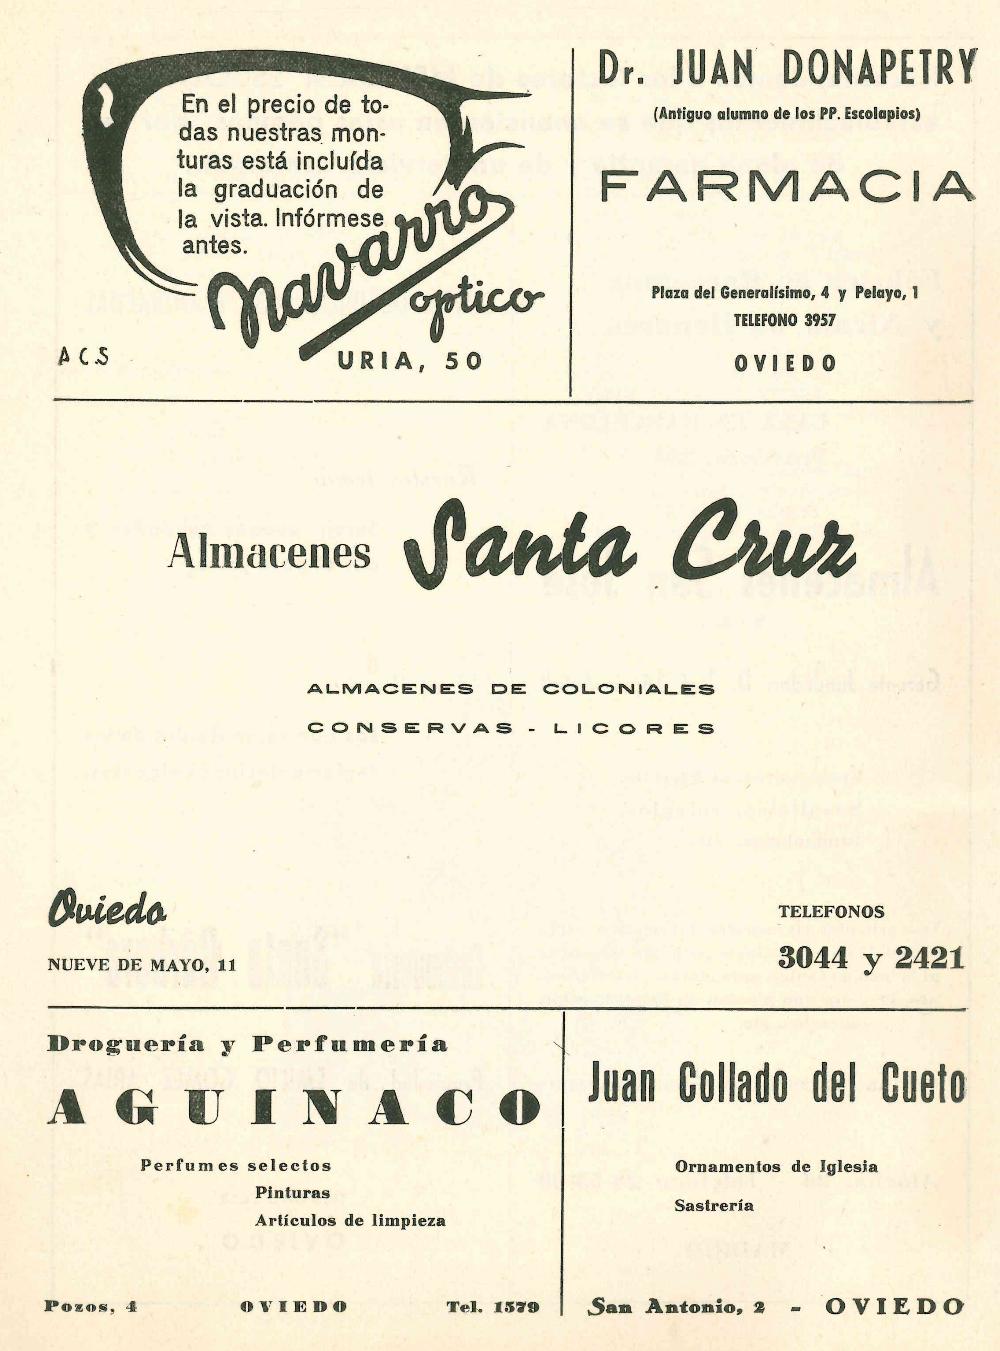 En el precio de to-
das nuestras mon-
turas está incluída
la graduación de
la vista. Infórmese
antes.
Navarro
optico
ACS
URIA, 50
Dr. JUAN DONAPETRY
(Antiguo alumno de los PP. Escolapios)
FARMACIA
Plaza del Generalísimo, 4 y Pelayo, 1
TELEFONO 3957
OVIEDO
Almacenes Santa Cruz
ALMACENES DE COLONIALES
CONSERVAS - LICORES
Oviedo
NUEVE DE MAYO, 11
TELEFONOS
3044 y 2421
Droguería y Perfumería
AGUINACO
Perfumes selectos
Pinturas
Artículos de limpieza
Pozos, 4 OVIEDO Tel. 1579
Juan Collado del Cueto
Ornamentos de Iglesia
Sastrería
San Antonio, 2 - OVIEDO